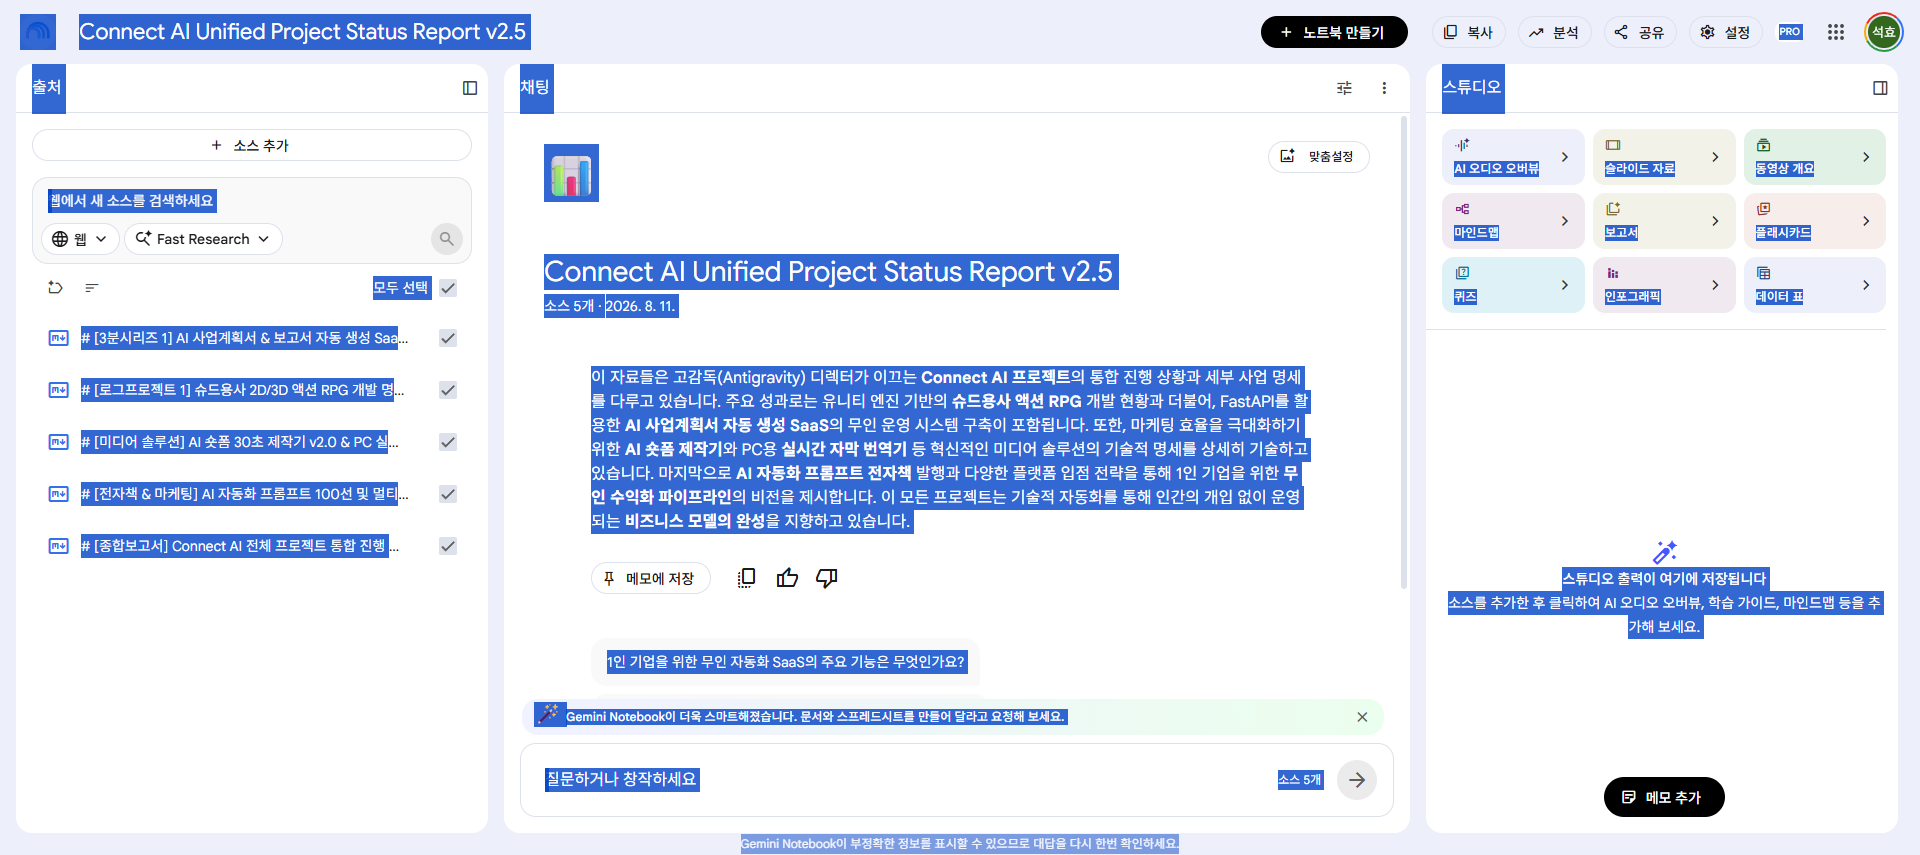 Connect AI Unified Project Status Report v2.5
노트북 만들기
복사
분석
공유
설정
PRO
석효
출처
소스 추가
웹에서 새 소스를 검색하세요
웹
Fast Research
모두 선택
# [3분시리즈 1] AI 사업계획서 & 보고서 자동 생성 Saa...
# [로그프로젝트 1] 슈드용사 2D/3D 액션 RPG 개발 명...
# [미디어 솔루션] AI 숏폼 30초 제작기 v2.0 & PC 실...
# [전자책 & 마케팅] AI 자동화 프롬프트 100선 및 멀티...
# [종합보고서] Connect AI 전체 프로젝트 통합 진행 ...
채팅
맞춤설정
Connect AI Unified Project Status Report v2.5
소스 5개 · 2026. 8. 11.
이 자료들은 고감독(Antigravity) 디렉터가 이끄는 Connect AI 프로젝트의 통합 진행 상황과 세부 사업 명세
를 다루고 있습니다. 주요 성과로는 유니티 엔진 기반의 슈드용사 액션 RPG 개발 현황과 더불어, FastAPI를 활
용한 AI 사업계획서 자동 생성 SaaS의 무인 운영 시스템 구축이 포함됩니다. 또한, 마케팅 효율을 극대화하기
위한 AI 숏폼 제작기와 PC용 실시간 자막 번역기 등 혁신적인 미디어 솔루션의 기술적 명세를 상세히 기술하고
있습니다. 마지막으로 AI 자동화 프롬프트 전자책 발행과 다양한 플랫폼 입점 전략을 통해 1인 기업을 위한 무
인 수익화 파이프라인의 비전을 제시합니다. 이 모든 프로젝트는 기술적 자동화를 통해 인간의 개입 없이 운영
되는 비즈니스 모델의 완성을 지향하고 있습니다.
메모에 저장
1인 기업을 위한 무인 자동화 SaaS의 주요 기능은 무엇인가요?
Gemini Notebook이 더욱 스마트해졌습니다. 문서와 스프레드시트를 만들어 달라고 요청해 보세요.
질문하거나 창작하세요
소스 5개
스튜디오
AI 오디오 오버뷰
슬라이드 자료
동영상 개요
마인드맵
보고서
플래시카드
퀴즈
인포그래픽
데이터 표
스튜디오 출력이 여기에 저장됩니다
소스를 추가한 후 클릭하여 AI 오디오 오버뷰, 학습 가이드, 마인드맵 등을 추
가해 보세요.
메모 추가
Gemini Notebook이 부정확한 정보를 표시할 수 있으므로 대답을 다시 한번 확인하세요.